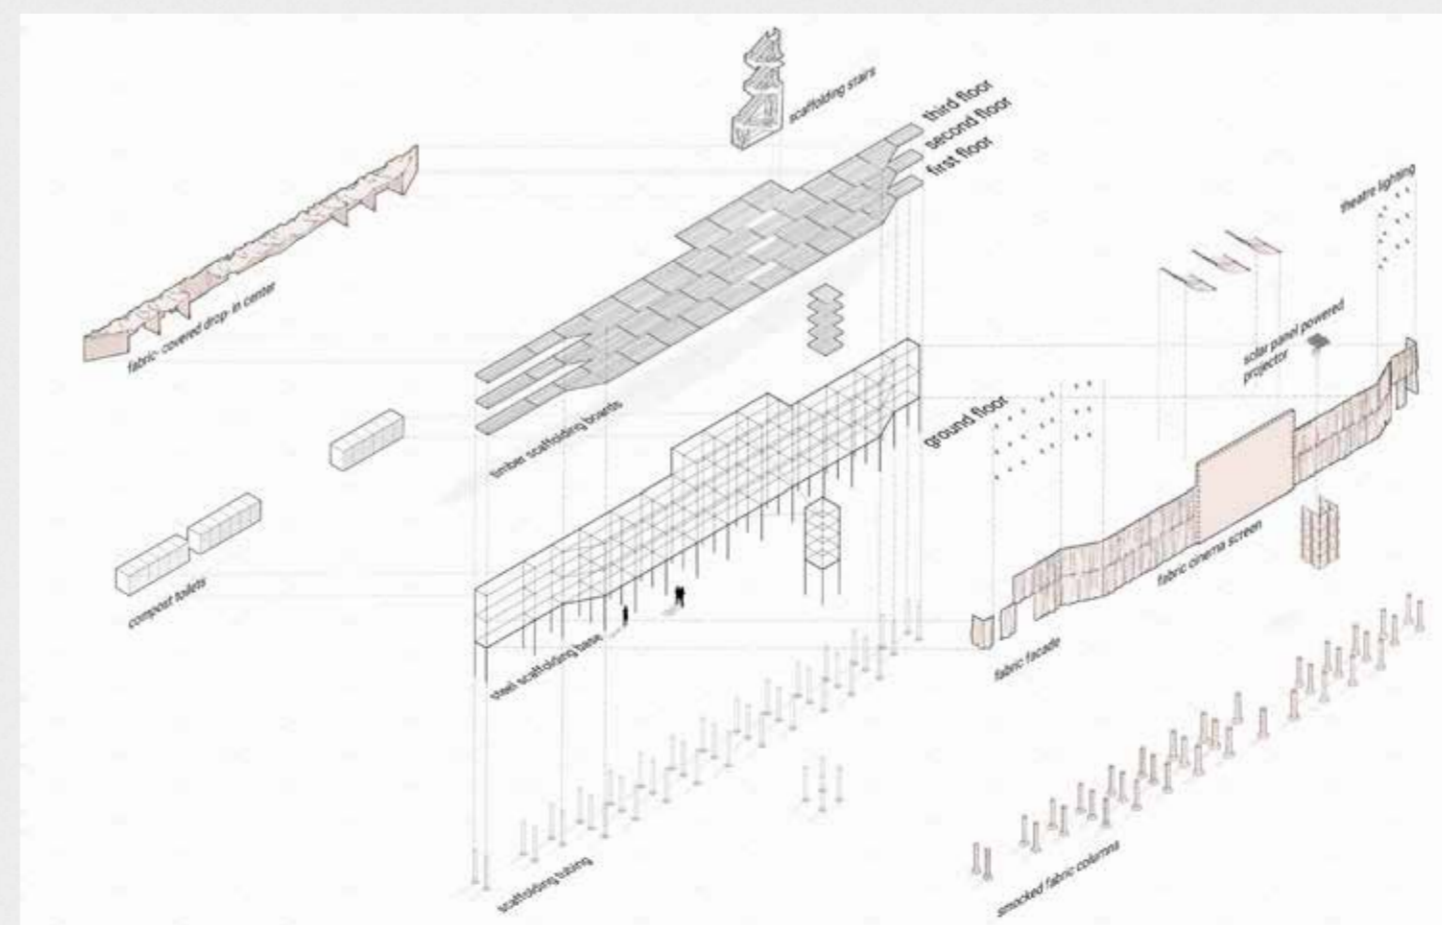 scaffolding stairs
third floor
second floor
first floor
theatre lighting
fabric- covered drop- in center
solar panel powered
projector
timber scaffolding boards
ground floor
compost toilets
fabric cinema screen
steel scaffolding base
fabric facade
scaffolding tubing
smocked fabric columns